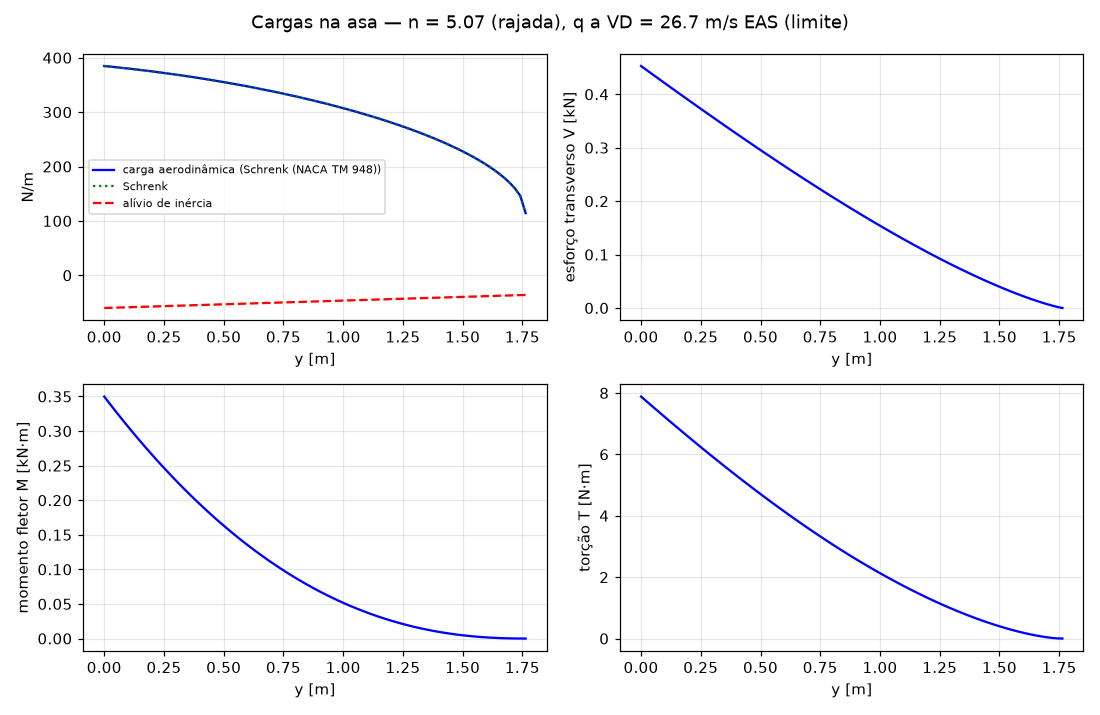 Cargas na asa — n = 5.07 (rajada), q a VD = 26.7 m/s EAS (limite)
400
300
200
100
0
N/m
carga aerodinâmica (Schrenk (NACA TM 948))
Schrenk
alívio de inércia
0.00 0.25 0.50 0.75 1.00 1.25 1.50 1.75
y [m]
0.4
0.3
0.2
0.1
0.0
esforço transverso V [kN]
0.00 0.25 0.50 0.75 1.00 1.25 1.50 1.75
y [m]
0.35
0.30
0.25
0.20
0.15
0.10
0.05
0.00
momento fletor M [kN·m]
0.00 0.25 0.50 0.75 1.00 1.25 1.50 1.75
y [m]
8
6
4
2
0
torção T [N·m]
0.00 0.25 0.50 0.75 1.00 1.25 1.50 1.75
y [m]